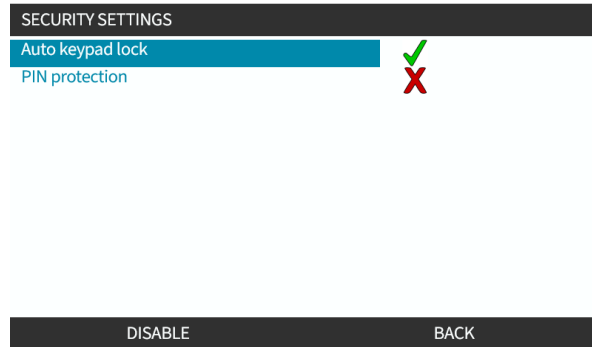 SECURITY SETTINGS
Auto keypad lock
PIN protection
DISABLE BACK